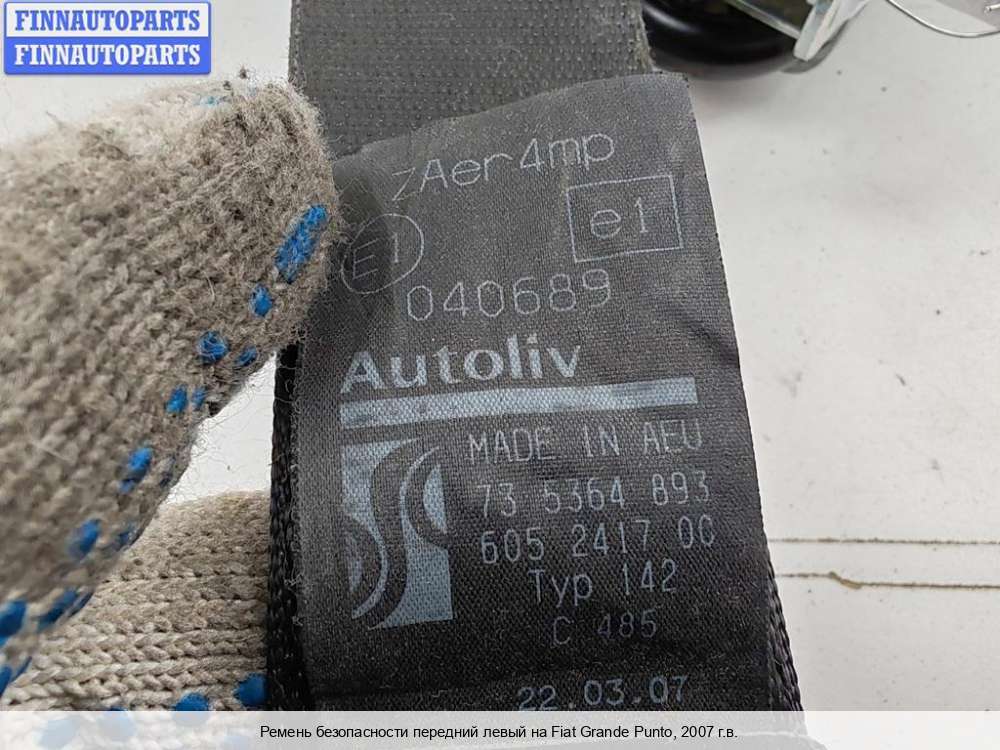 FINNAUTOPARTS
FINNAUTOPARTS
zAer4mp
E1 e1
040689
Autoliv
MADE IN AEU
73 5364 893
605 2417 00
Typ 142
C 485
22.03.07
Ремень безопасности передний левый на Fiat Grande Punto, 2007 г.в.